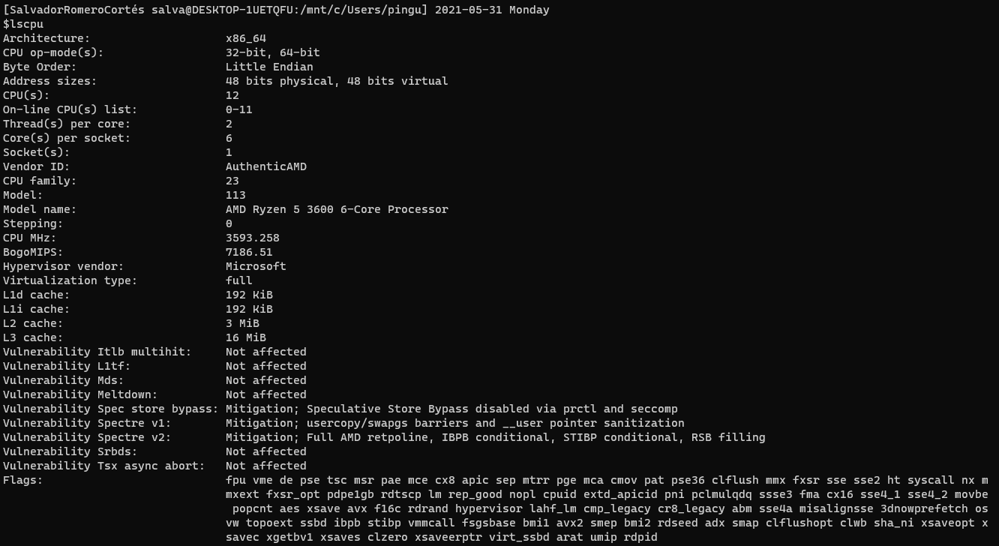 [SalvadorRomeroCortés salva@DESKTOP-1UETQFU:/mnt/c/Users/pingu] 2021-05-31 Monday
$lscpu
Architecture:                    x86_64
CPU op-mode(s):                  32-bit, 64-bit
Byte Order:                      Little Endian
Address sizes:                   48 bits physical, 48 bits virtual
CPU(s):                          12
On-line CPU(s) list:             0-11
Thread(s) per core:              2
Core(s) per socket:              6
Socket(s):                       1
Vendor ID:                       AuthenticAMD
CPU family:                      23
Model:                           113
Model name:                      AMD Ryzen 5 3600 6-Core Processor
Stepping:                        0
CPU MHz:                         3593.258
BogoMIPS:                        7186.51
Hypervisor vendor:               Microsoft
Virtualization type:             full
L1d cache:                       192 KiB
L1i cache:                       192 KiB
L2 cache:                        3 MiB
L3 cache:                        16 MiB
Vulnerability Itlb multihit:     Not affected
Vulnerability L1tf:              Not affected
Vulnerability Mds:               Not affected
Vulnerability Meltdown:          Not affected
Vulnerability Spec store bypass: Mitigation; Speculative Store Bypass disabled via prctl and seccomp
Vulnerability Spectre v1:        Mitigation; usercopy/swapgs barriers and __user pointer sanitization
Vulnerability Spectre v2:        Mitigation; Full AMD retpoline, IBPB conditional, STIBP conditional, RSB filling
Vulnerability Srbds:             Not affected
Vulnerability Tsx async abort:   Not affected
Flags:                           fpu vme de pse tsc msr pae mce cx8 apic sep mtrr pge mca cmov pat pse36 clflush mmx fxsr sse sse2 ht syscall nx m
                                 mxext fxsr_opt pdpe1gb rdtscp lm rep_good nopl cpuid extd_apicid pni pclmulqdq ssse3 fma cx16 sse4_1 sse4_2 movbe
                                  popcnt aes xsave avx f16c rdrand hypervisor lahf_lm cmp_legacy cr8_legacy abm sse4a misalignsse 3dnowprefetch os
                                 vw topoext ssbd ibpb stibp vmmcall fsgsbase bmi1 avx2 smep bmi2 rdseed adx smap clflushopt clwb sha_ni xsaveopt x
                                 savec xgetbv1 xsaves clzero xsaveerptr virt_ssbd arat umip rdpid